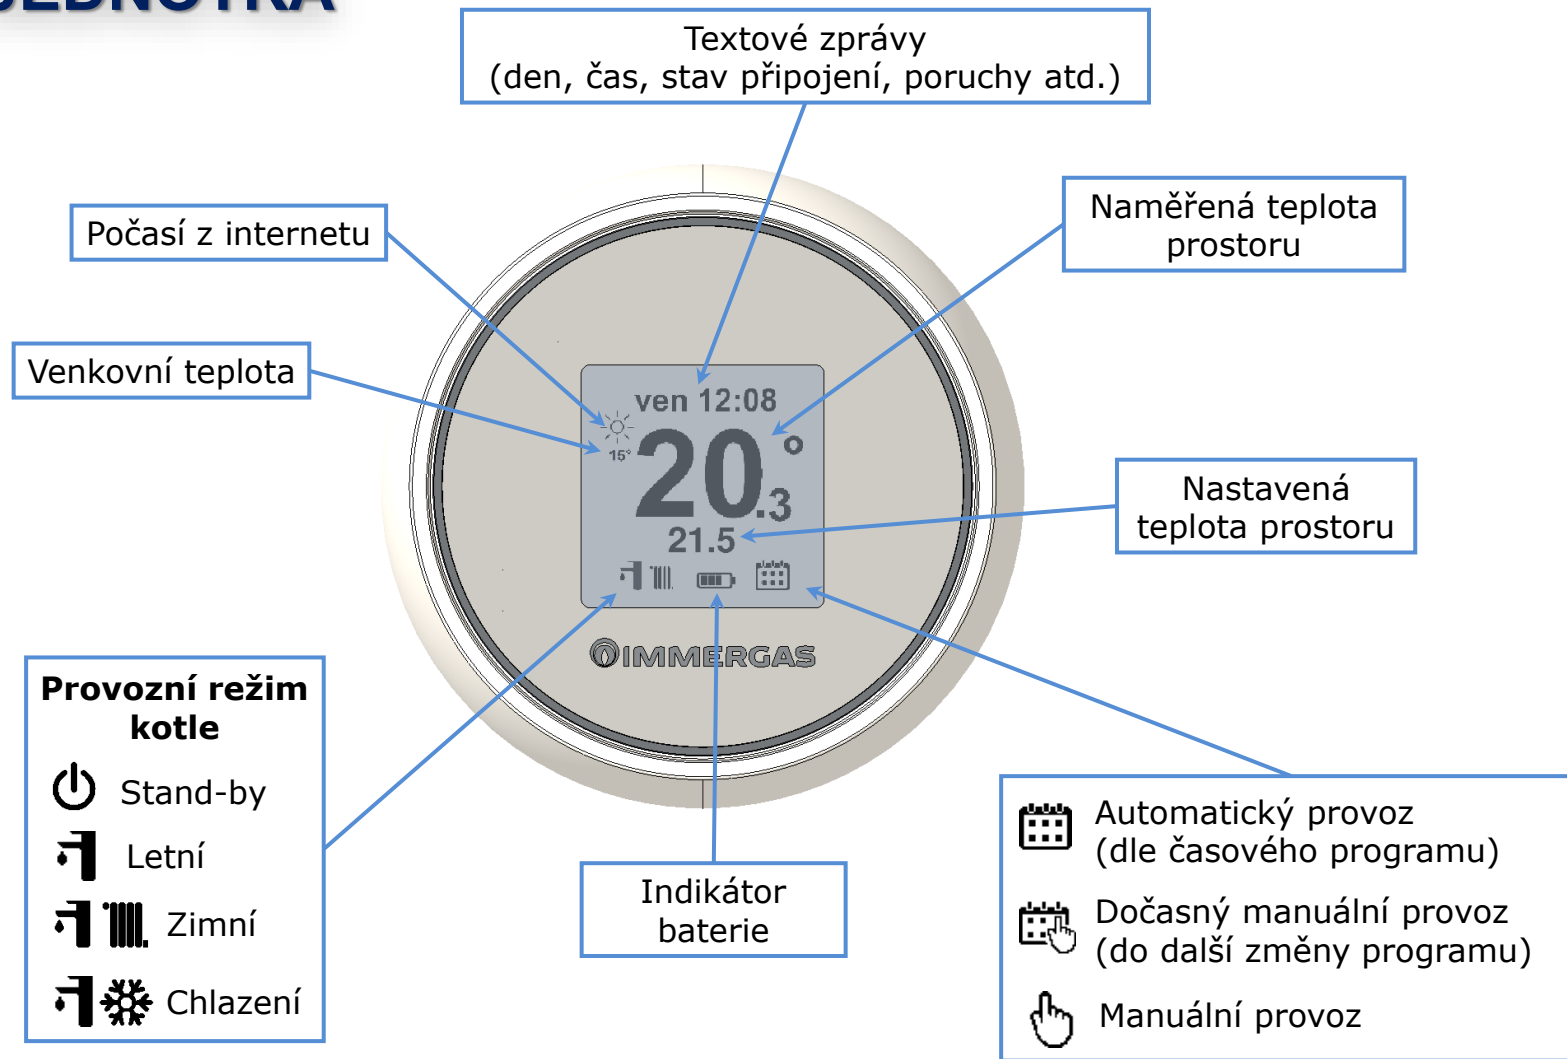 JEDNOTKA
Textové zprávy
(den, čas, stav připojení, poruchy atd.)
Počasí z internetu
Naměřená teplota
prostoru
Venkovní teplota
ven 12:08
15°
20.3°
21.5
Nastavená
teplota prostoru
IMMERGAS
Provozní režim
kotle
Stand-by
Letní
Zimní
Chlazení
Indikátor
baterie
Automatický provoz
(dle časového programu)
Dočasný manuální provoz
(do další změny programu)
Manuální provoz